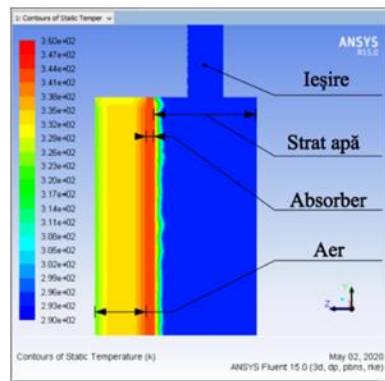 1: Contours of Static Temper
ANSYS
R15.0
3.50e+02
3.47e+02
3.44e+02
3.41e+02
3.38e+02
3.35e+02
3.32e+02
3.29e+02
3.26e+02
3.23e+02
3.20e+02
3.17e+02
3.14e+02
3.11e+02
3.08e+02
3.05e+02
3.02e+02
2.99e+02
2.96e+02
2.93e+02
2.90e+02
Ieșire
Strat apă
Absorber
Aer
Y
Z
X
Contours of Static Temperature (k)
May 02, 2020
ANSYS Fluent 15.0 (3d, dp, pbns, rke)